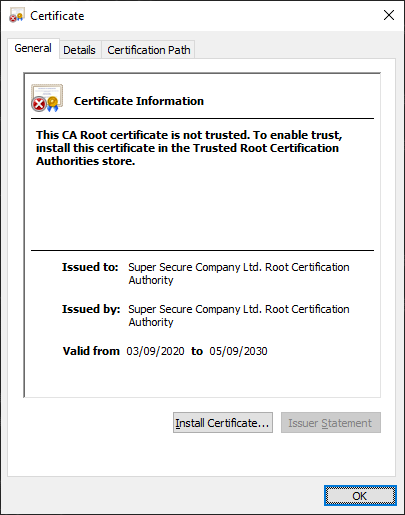 Certificate
General Details Certification Path
Certificate Information
This CA Root certificate is not trusted. To enable trust,
install this certificate in the Trusted Root Certification
Authorities store.
Issued to: Super Secure Company Ltd. Root Certification
Authority
Issued by: Super Secure Company Ltd. Root Certification
Authority
Valid from 03/09/2020 to 05/09/2030
Install Certificate... Issuer Statement
OK